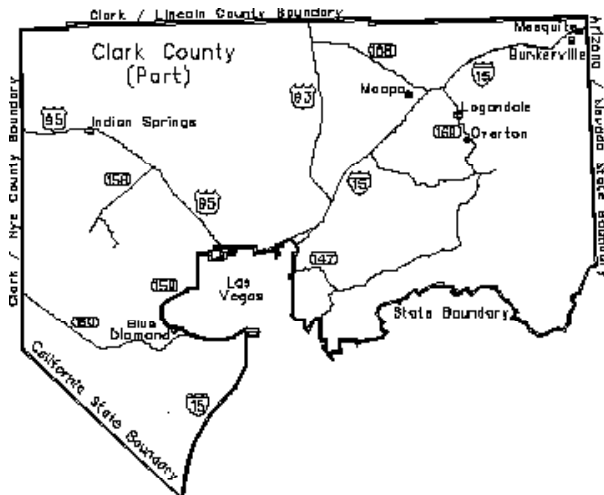 Clark / Lincoln County Boundary
Clark County
(Part)
Mesquite
Bunkerville
Arizona / Nevada State Boundary
168
15
93
Moapa
Logandale
169
Overton
95
Indian Springs
Clark / Nye County Boundary
158
95
15
147
159
Las
Vegas
160
Blue
Diamond
State Boundary
California State Boundary
15